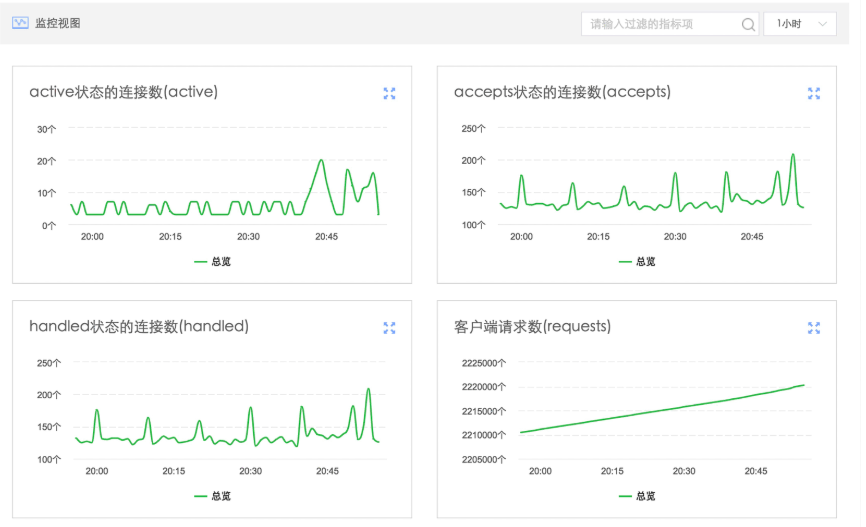 监控视图
请输入过滤的指标项
1小时
active状态的连接数(active)
30个
20个
10个
0个
20:00 20:15 20:30 20:45
总览
accepts状态的连接数(accepts)
250个
200个
150个
100个
20:00 20:15 20:30 20:45
总览
handled状态的连接数(handled)
250个
200个
150个
100个
20:00 20:15 20:30 20:45
总览
客户端请求数(requests)
2225000个
2220000个
2215000个
2210000个
2205000个
20:00 20:15 20:30 20:45
总览